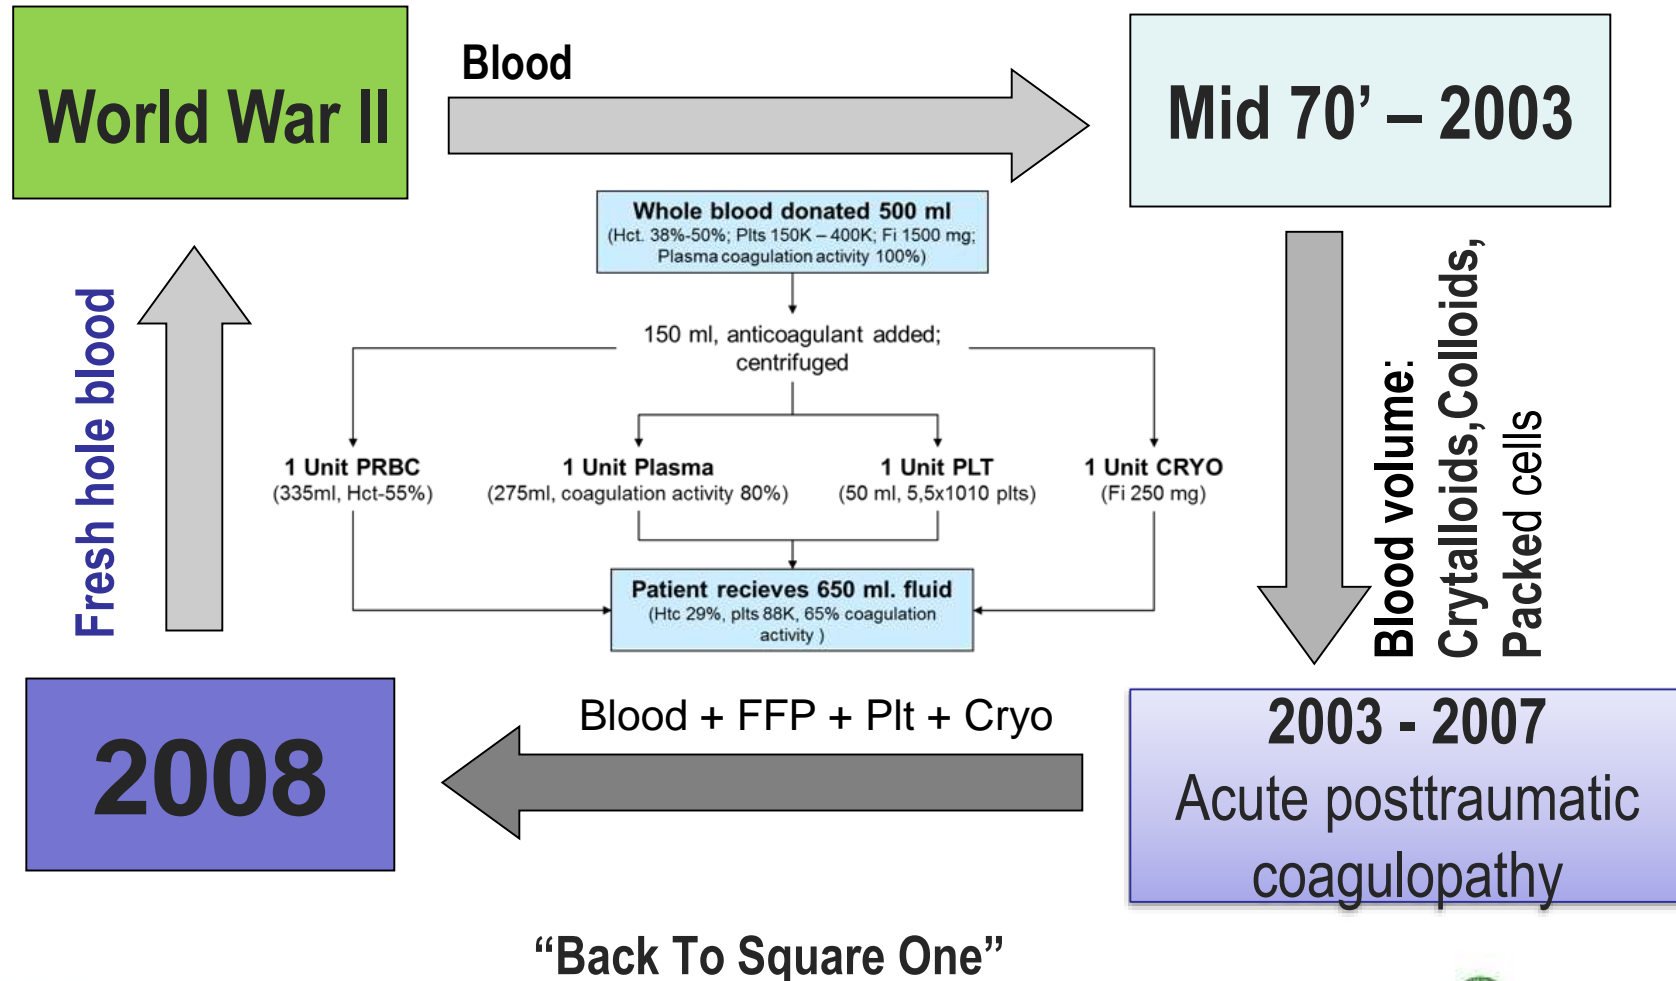 World War II
Blood
Mid 70’ – 2003
Whole blood donated 500 ml
(Hct. 38%-50%; Plts 150K – 400K; Fi 1500 mg;
Plasma coagulation activity 100%)
150 ml, anticoagulant added;
centrifuged
1 Unit PRBC
(335ml, Hct-55%)
1 Unit Plasma
(275ml, coagulation activity 80%)
1 Unit PLT
(50 ml, 5,5x1010 plts)
1 Unit CRYO
(Fi 250 mg)
Patient recieves 650 ml. fluid
(Htc 29%, plts 88K, 65% coagulation
activity )
Blood volume:
Crytalloids,Colloids,
Packed cells
2003 - 2007
Acute posttraumatic
coagulopathy
Blood + FFP + Plt + Cryo
2008
Fresh hole blood
“Back To Square One”